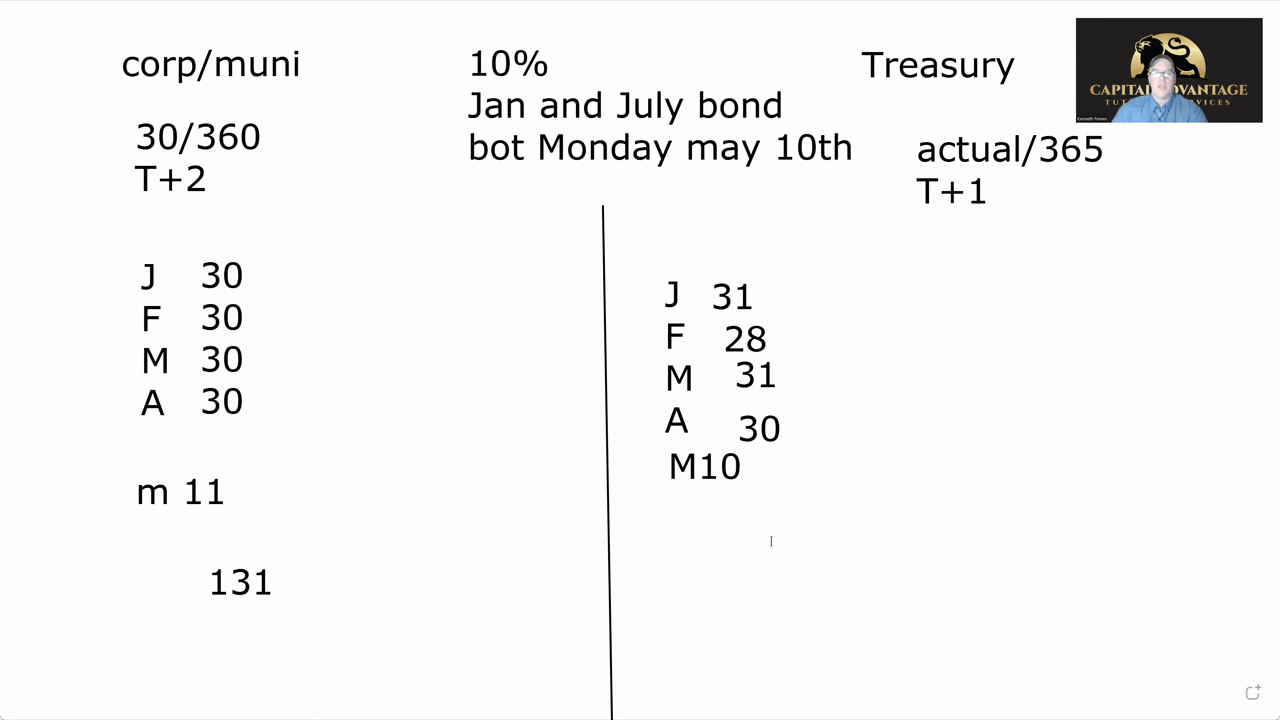 corp/muni
30/360
T+2
10%
Jan and July bond
bot Monday may 10th
Treasury
actual/365
T+1
CAPITAL ADVANTAGE
J 30
F 30
M 30
A 30
m 11
131
J 31
F 28
M 31
A 30
M10